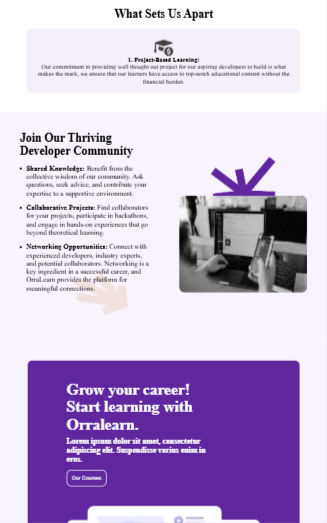 What Sets Us Apart
1. Project-Based Learning:
Our commitment to providing well thought out project for our aspiring developers to build is what
makes the mark, we ensure that our learners have access to top-notch educational content without the
financial burden.
Join Our Thriving
Developer Community
• Shared Knowledge: Benefit from the
collective wisdom of our community. Ask
questions, seek advice, and contribute your
expertise to a supportive environment.
• Collaborative Projects: Find collaborators
for your projects, participate in hackathons,
and engage in hands-on experiences that go
beyond theoretical learning.
• Networking Opportunities: Connect with
experienced developers, industry experts,
and potential collaborators. Networking is a
key ingredient in a successful career, and
OrraLearn provides the platform for
meaningful connections.
Grow your career!
Start learning with
Orralearn.
Lorem ipsum dolor sit amet, consectetur
adipiscing elit. Suspendisse varius enim in
eros.
Our Courses